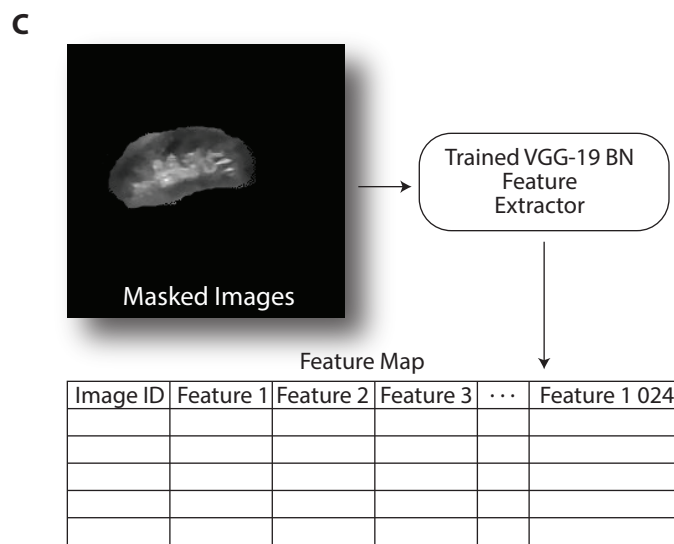 C
Masked Images
Trained VGG-19 BN
Feature
Extractor
Feature Map
Image ID Feature 1 Feature 2 Feature 3 ··· Feature 1 024